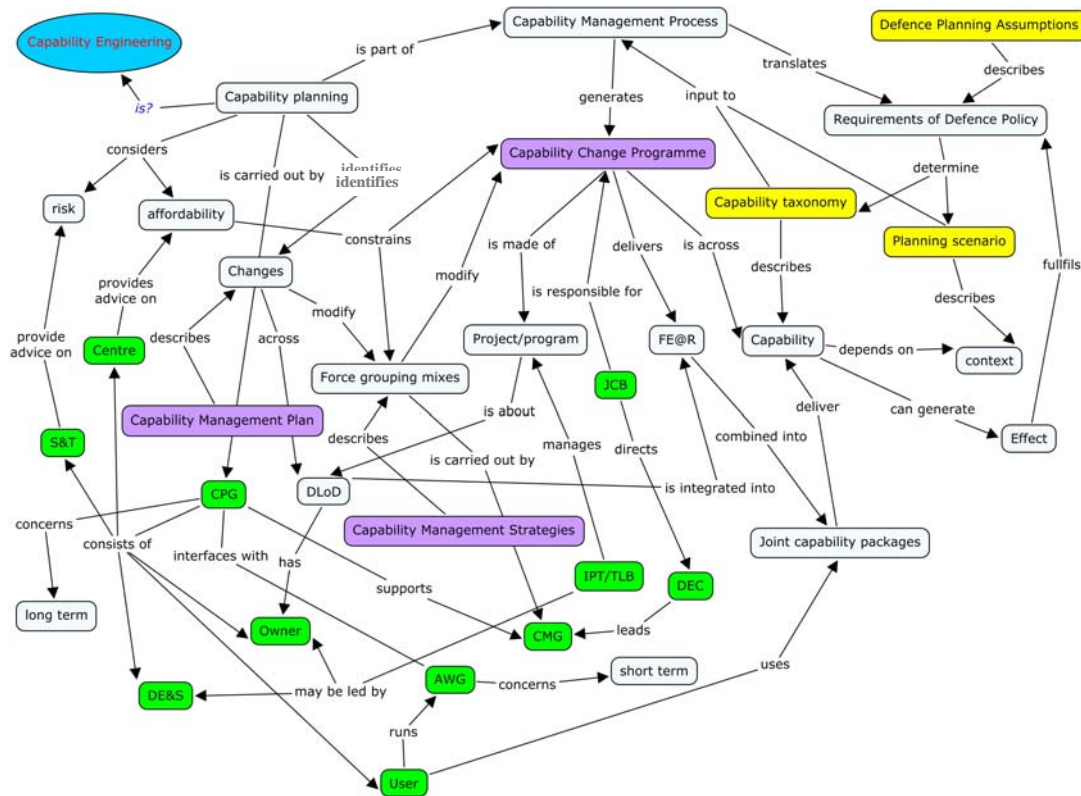 Capability Management Process
Defence Planning Assumptions
Capability Engineering
is part of
translates
describes
is?
Capability planning
generates
input to
Requirements of Defence Policy
considers
identifies
identifies
Capability Change Programme
determine
is carried out by
risk
affordability
Capability taxonomy
constrains
is made of
delivers
is across
Planning scenario
provides
advice on
Changes
modify
describes
fullfils
is responsible for
describes
modify
provide
advice on
Centre
describes
across
Project/program
FE@R
Capability
depends on
context
Force grouping mixes
JCB
deliver
can generate
Capability Management Plan
is about
S&T
describes
manages
is carried out by
directs
combined into
Effect
CPG
DLoD
is integrated into
concerns
Capability Management Strategies
consists of
interfaces with
has
Joint capability packages
IPT/TLB
DEC
supports
long term
Owner
CMG
leads
short term
uses
DE&S
may be led by
AWG
concerns
runs
User